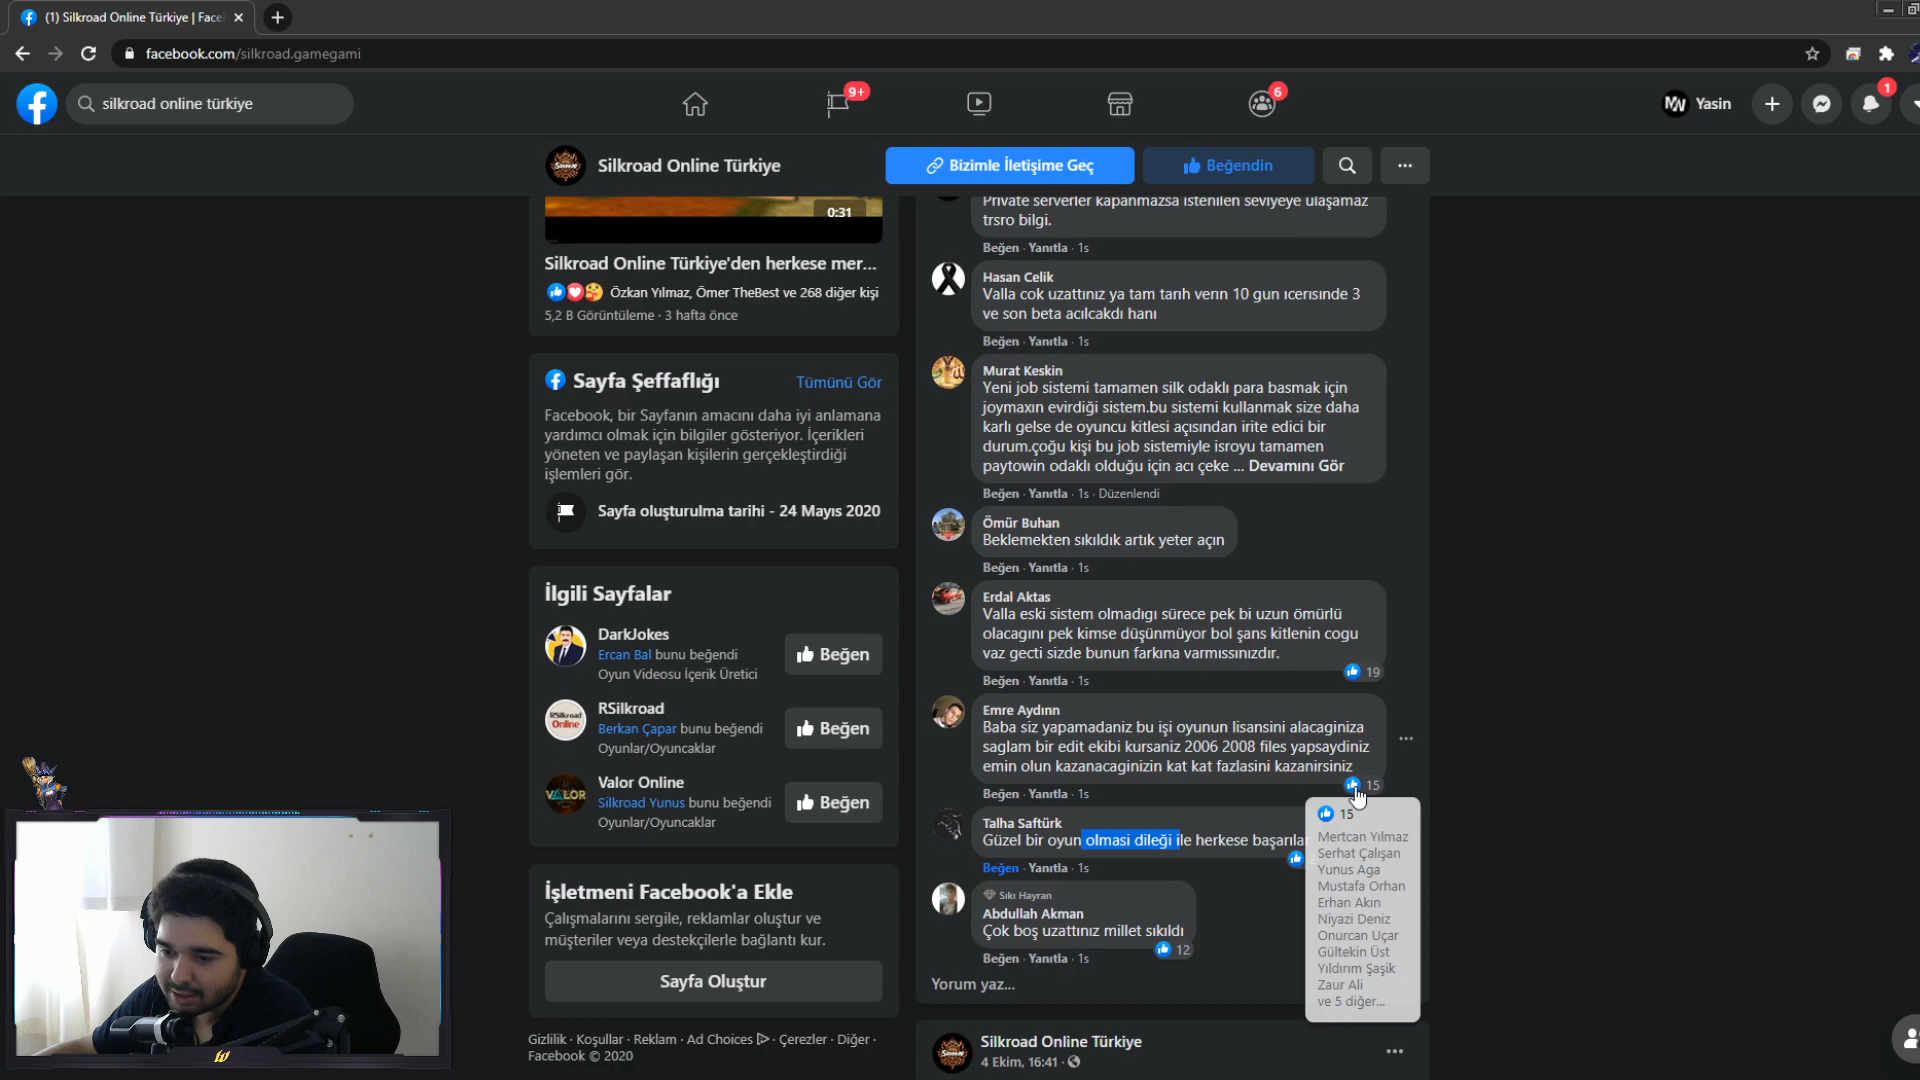 (1) Silkroad Online Türkiye | Face
facebook.com/silkroad.gamegami
silkroad online türkiye
9+
6
Yasin
1
Silkroad Online Türkiye
Bizimle İletişime Geç
Beğendin
0:31
Silkroad Online Türkiye'den herkese mer...
Özkan Yılmaz, Ömer TheBest ve 268 diğer kişi
5,2 B Görüntüleme · 3 hafta önce
Sayfa Şeffaflığı
Tümünü Gör
Facebook, bir Sayfanın amacını daha iyi anlamana
yardımcı olmak için bilgiler gösteriyor. İçerikleri
yöneten ve paylaşan kişilerin gerçekleştirdiği
işlemleri gör.
Sayfa oluşturulma tarihi - 24 Mayıs 2020
İlgili Sayfalar
DarkJokes
Ercan Bal bunu beğendi
Oyun Videosu İçerik Üretici
Beğen
RSilkroad
Berkan Çapar bunu beğendi
Oyunlar/Oyuncaklar
Beğen
Valor Online
Silkroad Yunus bunu beğendi
Oyunlar/Oyuncaklar
Beğen
İşletmeni Facebook'a Ekle
Çalışmalarını sergile, reklamlar oluştur ve
müşteriler veya destekçilerle bağlantı kur.
Sayfa Oluştur
Gizlilik · Koşullar · Reklam · Ad Choices · Çerezler · Diğer ·
Facebook © 2020
Private serverler kapanmazsa istenilen seviyeye ulaşamaz
trsro bilgi.
Beğen · Yanıtla · 1s
Hasan Celik
Valla cok uzattınız ya tam tarıh verın 10 gun ıcerısınde 3
ve son beta acılcakdı hanı
Beğen · Yanıtla · 1s
Murat Keskin
Yeni job sistemi tamamen silk odaklı para basmak için
joymaxın evirdiği sistem.bu sistemi kullanmak size daha
karlı gelse de oyuncu kitlesi açısından irite edici bir
durum.çoğu kişi bu job sistemiyle isroyu tamamen
paytowin odaklı olduğu için acı çeke ... Devamını Gör
Beğen · Yanıtla · 1s · Düzenlendi
Ömür Buhan
Beklemekten sıkıldık artık yeter açın
Beğen · Yanıtla · 1s
Erdal Aktas
Valla eski sistem olmadıgı sürece pek bi uzun ömürlü
olacagını pek kimse düşünmüyor bol şans kitlenin cogu
vaz gecti sizde bunun farkına varmıssınızdır.
19
Beğen · Yanıtla · 1s
Emre Aydınn
Baba siz yapamadaniz bu işi oyunun lisansini alacaginiza
saglam bir edit ekibi kursaniz 2006 2008 files yapsaydiniz
emin olun kazanacaginizin kat kat fazlasini kazanirsiniz
15
Beğen · Yanıtla · 1s
Talha Saftürk
Güzel bir oyun olmasi dileği ile herkese başarılar
Beğen · Yanıtla · 1s
Sıkı Hayran
Abdullah Akman
Çok boş uzattınız millet sıkıldı
12
Beğen · Yanıtla · 1s
Yorum yaz...
15
Mertcan Yılmaz
Serhat Çalışan
Yunus Aga
Mustafa Orhan
Erhan Akın
Niyazi Deniz
Onurcan Uçar
Gültekin Üst
Yıldırım Şaşik
Zaur Ali
ve 5 diğer...
Silkroad Online Türkiye
4 Ekim, 16:41 ·